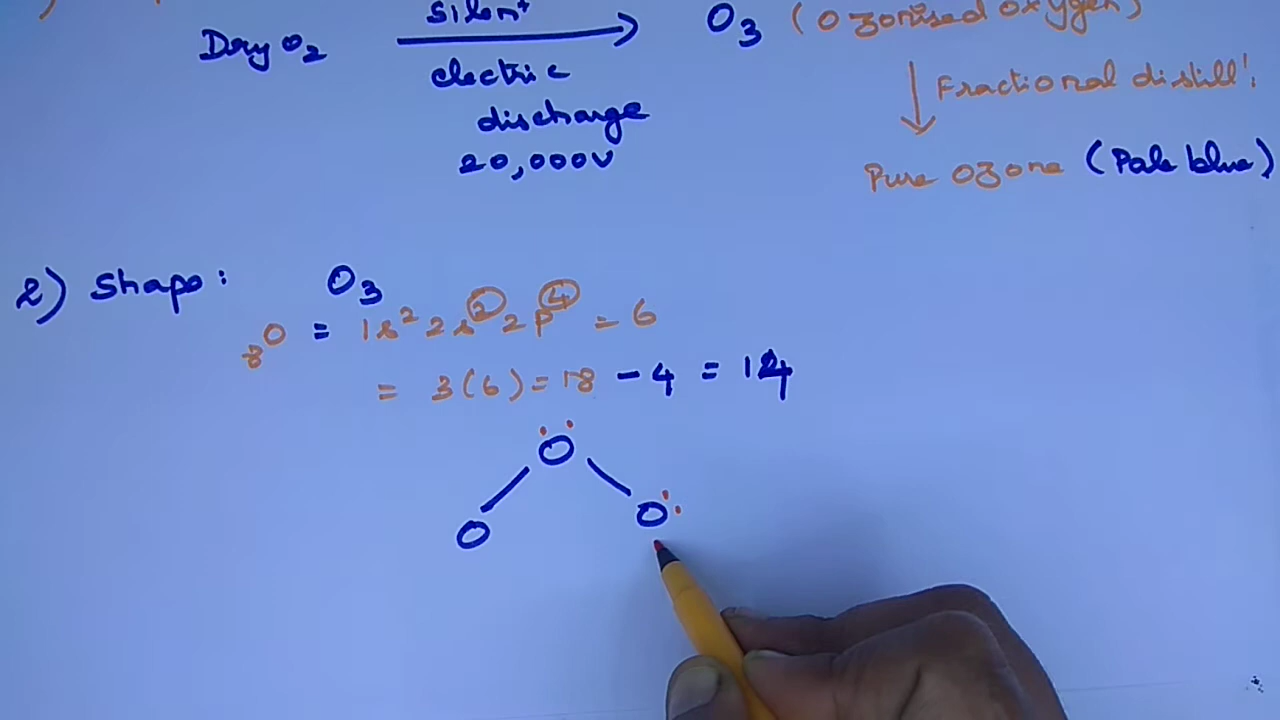 Silent
Dry O2 → O3 (Ozonised oxygen)
electric
discharge
20,000V
↓ Fractional distill'.
Pure Ozone (Pale blue)
2) Shape: O3
8O = 1s² 2s² 2p⁴ = 6
= 3(6) = 18 - 4 = 14
O
O O